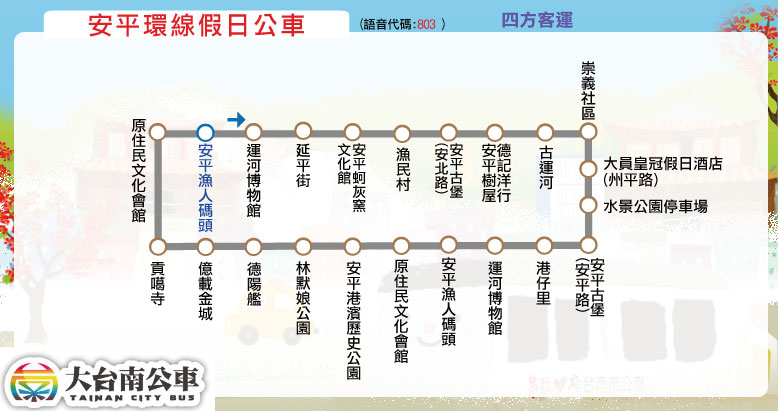 安平環線假日公車
(語音代碼:803 )
四方客運
崇義社區
原住民文化會館
安平漁人碼頭
運河博物館
延平街
安平蚵灰窯
文化館
漁民村
安平古堡
(安北路)
德記洋行
安平樹屋
古運河
大員皇冠假日酒店
(州平路)
水景公園停車場
貢噶寺
億載金城
德陽艦
林默娘公園
安平港濱歷史公園
原住民文化會館
安平漁人碼頭
運河博物館
港仔里
安平古堡
(安平路)
大台南公車
TAINAN CITY BUS